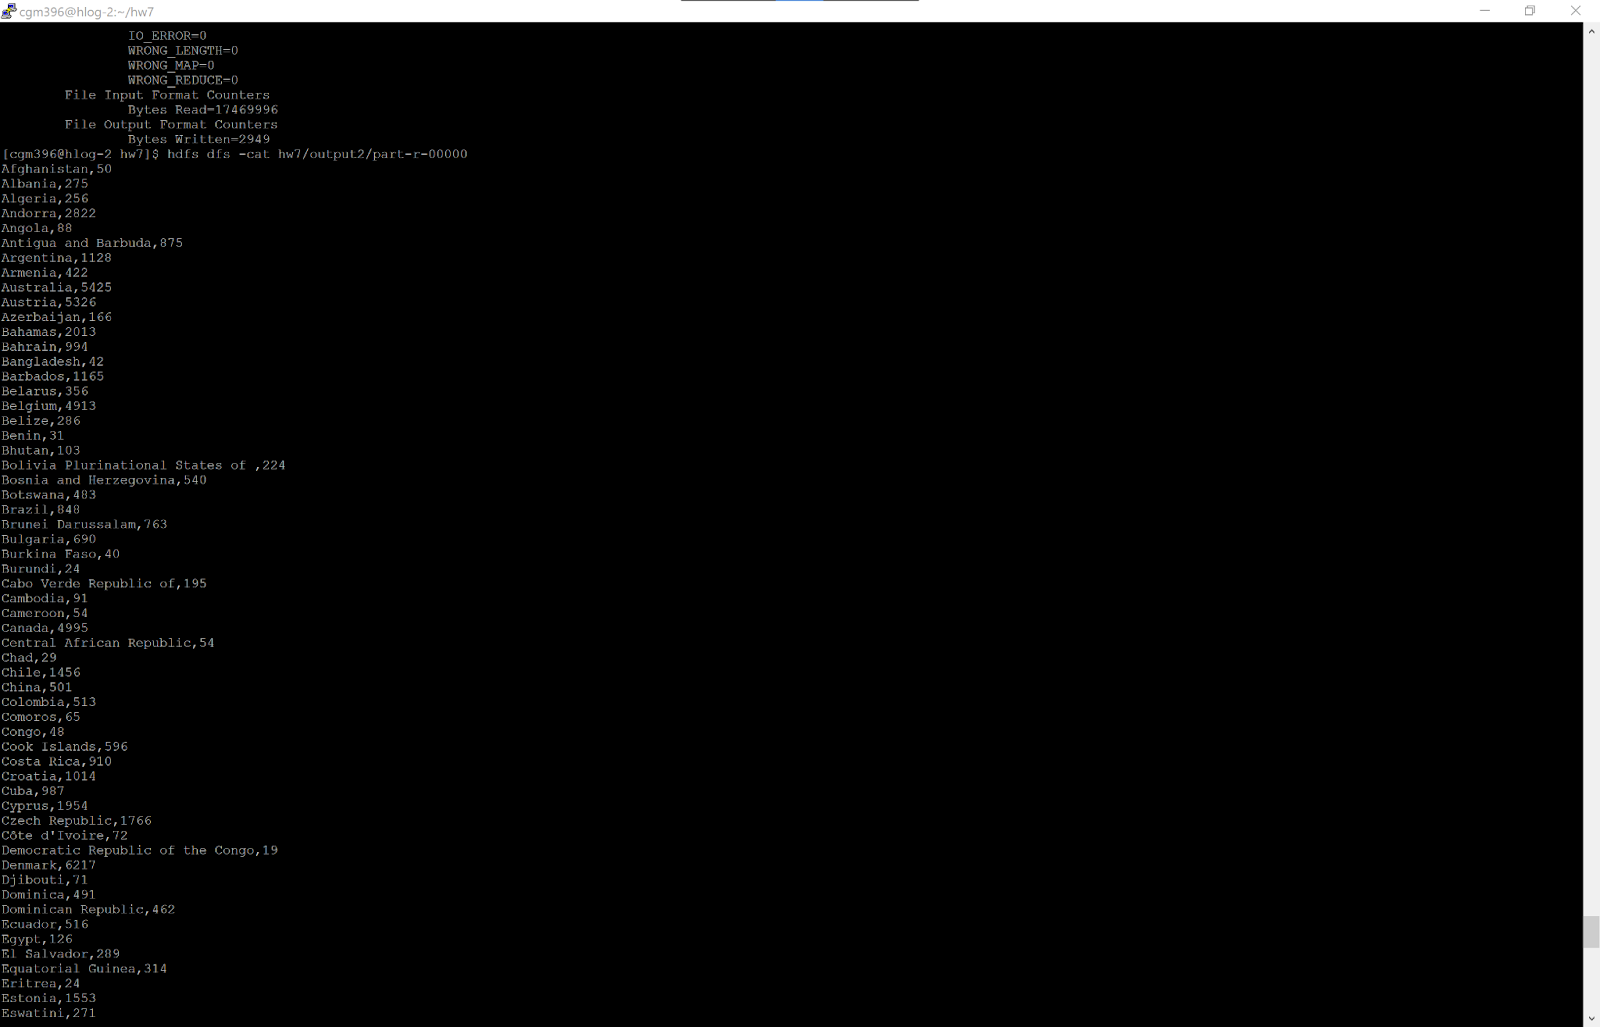 cgm396@hlog-2:~/hw7
IO_ERROR=0
WRONG_LENGTH=0
WRONG_MAP=0
WRONG_REDUCE=0
File Input Format Counters
Bytes Read=17469996
File Output Format Counters
Bytes Written=2949
[cgm396@hlog-2 hw7]$ hdfs dfs -cat hw7/output2/part-r-00000
Afghanistan,50
Albania,275
Algeria,256
Andorra,2822
Angola,88
Antigua and Barbuda,875
Argentina,1128
Armenia,422
Australia,5425
Austria,5326
Azerbaijan,166
Bahamas,2013
Bahrain,994
Bangladesh,42
Barbados,1165
Belarus,356
Belgium,4913
Belize,286
Benin,31
Bhutan,103
Bolivia Plurinational States of ,224
Bosnia and Herzegovina,540
Botswana,483
Brazil,848
Brunei Darussalam,763
Bulgaria,690
Burkina Faso,40
Burundi,24
Cabo Verde Republic of,195
Cambodia,91
Cameroon,54
Canada,4995
Central African Republic,54
Chad,29
Chile,1456
China,501
Colombia,513
Comoros,65
Congo,48
Cook Islands,596
Costa Rica,910
Croatia,1014
Cuba,987
Cyprus,1954
Czech Republic,1766
Côte d'Ivoire,72
Democratic Republic of the Congo,19
Denmark,6217
Djibouti,71
Dominica,491
Dominican Republic,462
Ecuador,516
Egypt,126
El Salvador,289
Equatorial Guinea,314
Eritrea,24
Estonia,1553
Eswatini,271